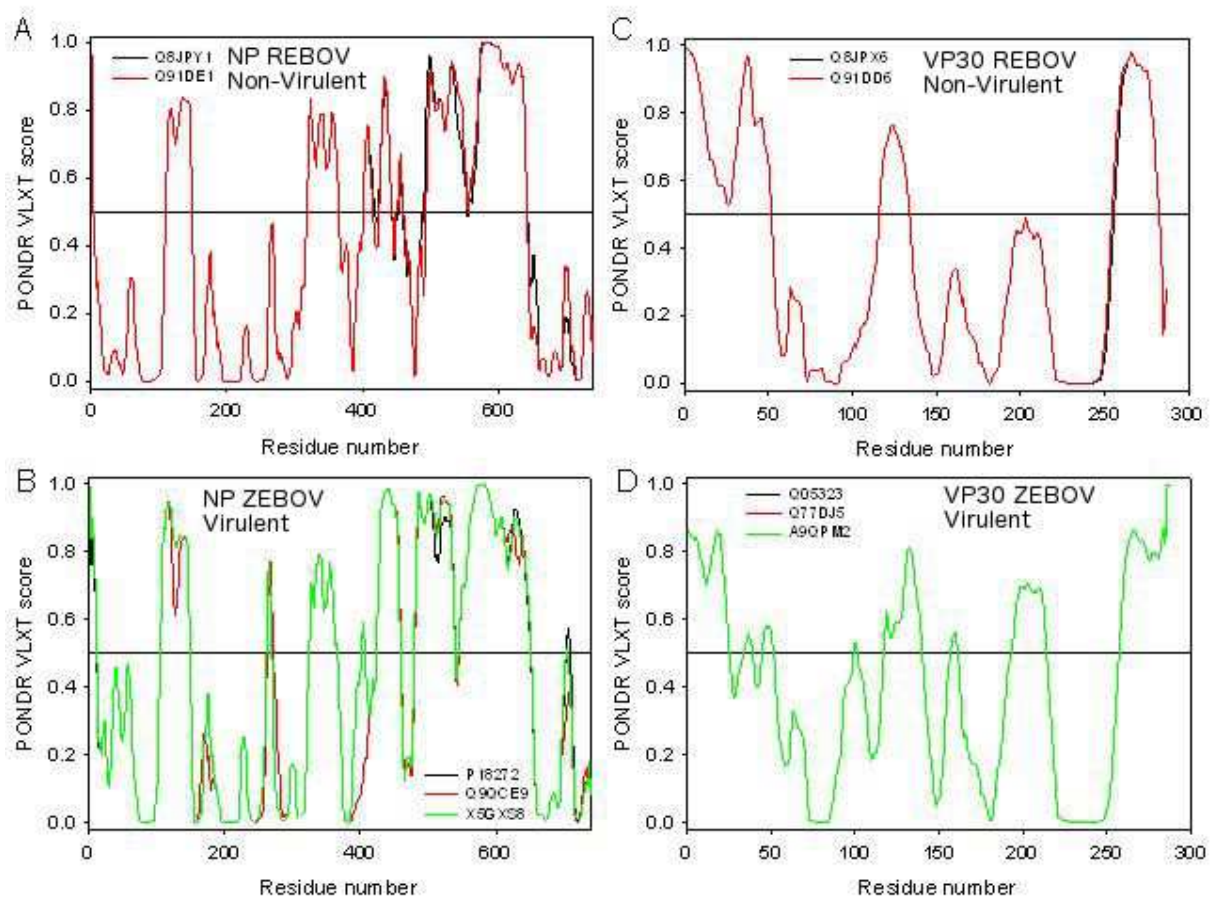 A
NP REBOV
Non-Virulent
Q8JPY1
Q91DE1
PONDR VLXT score
1.0
0.8
0.6
0.4
0.2
0.0
0 200 400 600
Residue number
C
VP30 REBOV
Non-Virulent
Q8JPX6
Q91DD6
PONDR VLXT score
1.0
0.8
0.6
0.4
0.2
0.0
0 50 100 150 200 250 300
Residue number
B
NP ZEBOV
Virulent
P18272
Q9QCE9
X5GXS8
PONDR VLXT score
1.0
0.8
0.6
0.4
0.2
0.0
0 200 400 600
Residue number
D
VP30 ZEBOV
Virulent
Q05323
Q77DJ5
A9QPM2
PONDR VLXT score
1.0
0.8
0.6
0.4
0.2
0.0
0 50 100 150 200 250 300
Residue number